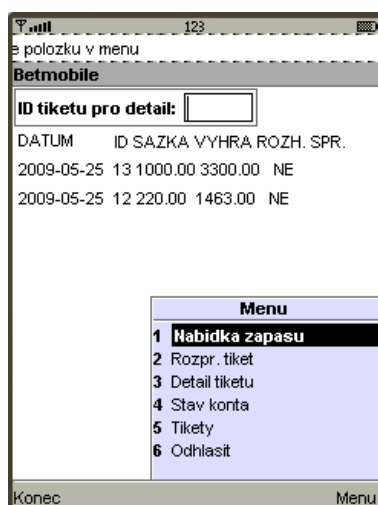 123
e polozku v menu
Betmobile
ID tiketu pro detail:
DATUM ID SAZKA VYHRA ROZH. SPR.
2009-05-25 13 1000.00 3300.00 NE
2009-05-25 12 220.00 1463.00 NE
Menu
1 Nabidka zapasu
2 Rozpr. tiket
3 Detail tiketu
4 Stav konta
5 Tikety
6 Odhlasit
Konec Menu